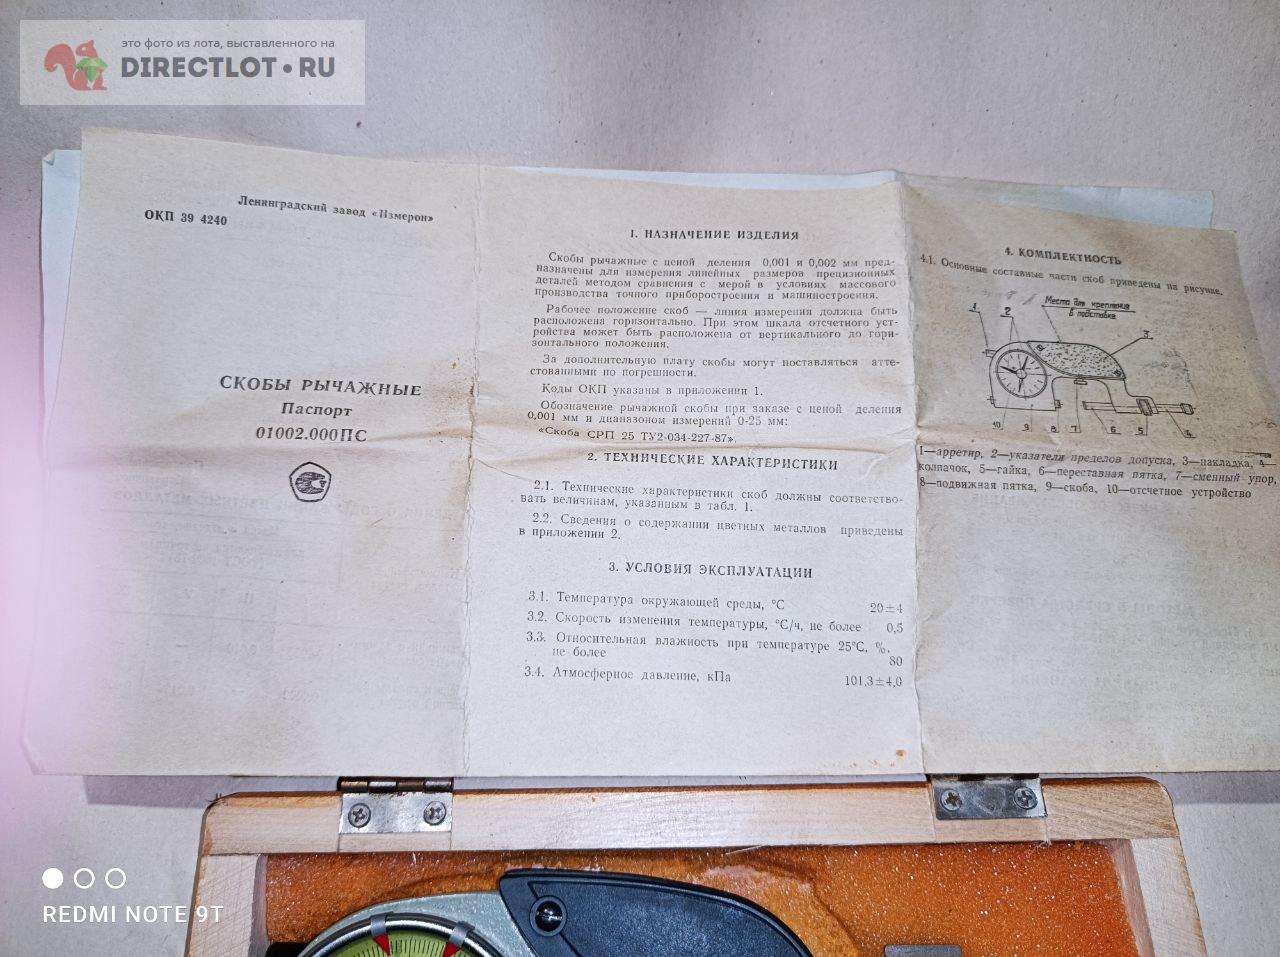 это фото из лота, выставленного на
DIRECTLOT•RU
Ленинградский завод «Измерон»
ОКП 39 4240
СКОБЫ РЫЧАЖНЫЕ
Паспорт
01002.000ПС
1. НАЗНАЧЕНИЕ ИЗДЕЛИЯ
Скобы рычажные с ценой деления 0,001 и 0,002 мм пред-
назначены для измерения линейных размеров прецизионных
деталей методом сравнения с мерой в условиях массового
производства точного приборостроения и машиностроения.
Рабочее положение скоб — линия измерения должна быть
расположена горизонтально. При этом шкала отсчетного уст-
ройства может быть расположена от вертикального до гори-
зонтального положения.
За дополнительную плату скобы могут поставляться атте-
стованными по погрешности.
Коды ОКП указаны в приложении 1.
Обозначение рычажной скобы при заказе с ценой деления
0,001 мм и диапазоном измерений 0-25 мм:
«Скоба СРП 25 ТУ2-034-227-87».
2. ТЕХНИЧЕСКИЕ ХАРАКТЕРИСТИКИ
2.1. Технические характеристики скоб должны соответство-
вать величинам, указанным в табл. 1.
2.2. Сведения о содержании цветных металлов приведены
в приложении 2.
3. УСЛОВИЯ ЭКСПЛУАТАЦИИ
3.1. Температура окружающей среды, °С 20±4
3.2. Скорость изменения температуры, °С/ч, не более 0,5
3.3. Относительная влажность при температуре 25°С, %,
не более 80
3.4. Атмосферное давление, кПа 101,3±4,0
4. КОМПЛЕКТНОСТЬ
4.1. Основные составные части скоб приведены на рисунке.
Места для крепления
в подставке
1 2 3
10 9 8 7 6 5 4
1—арретир, 2—указатели пределов допуска, 3—накладка, 4—
колпачок, 5—гайка, 6—переставная пятка, 7—сменный упор,
8—подвижная пятка, 9—скоба, 10—отсчетное устройство
REDMI NOTE 9T